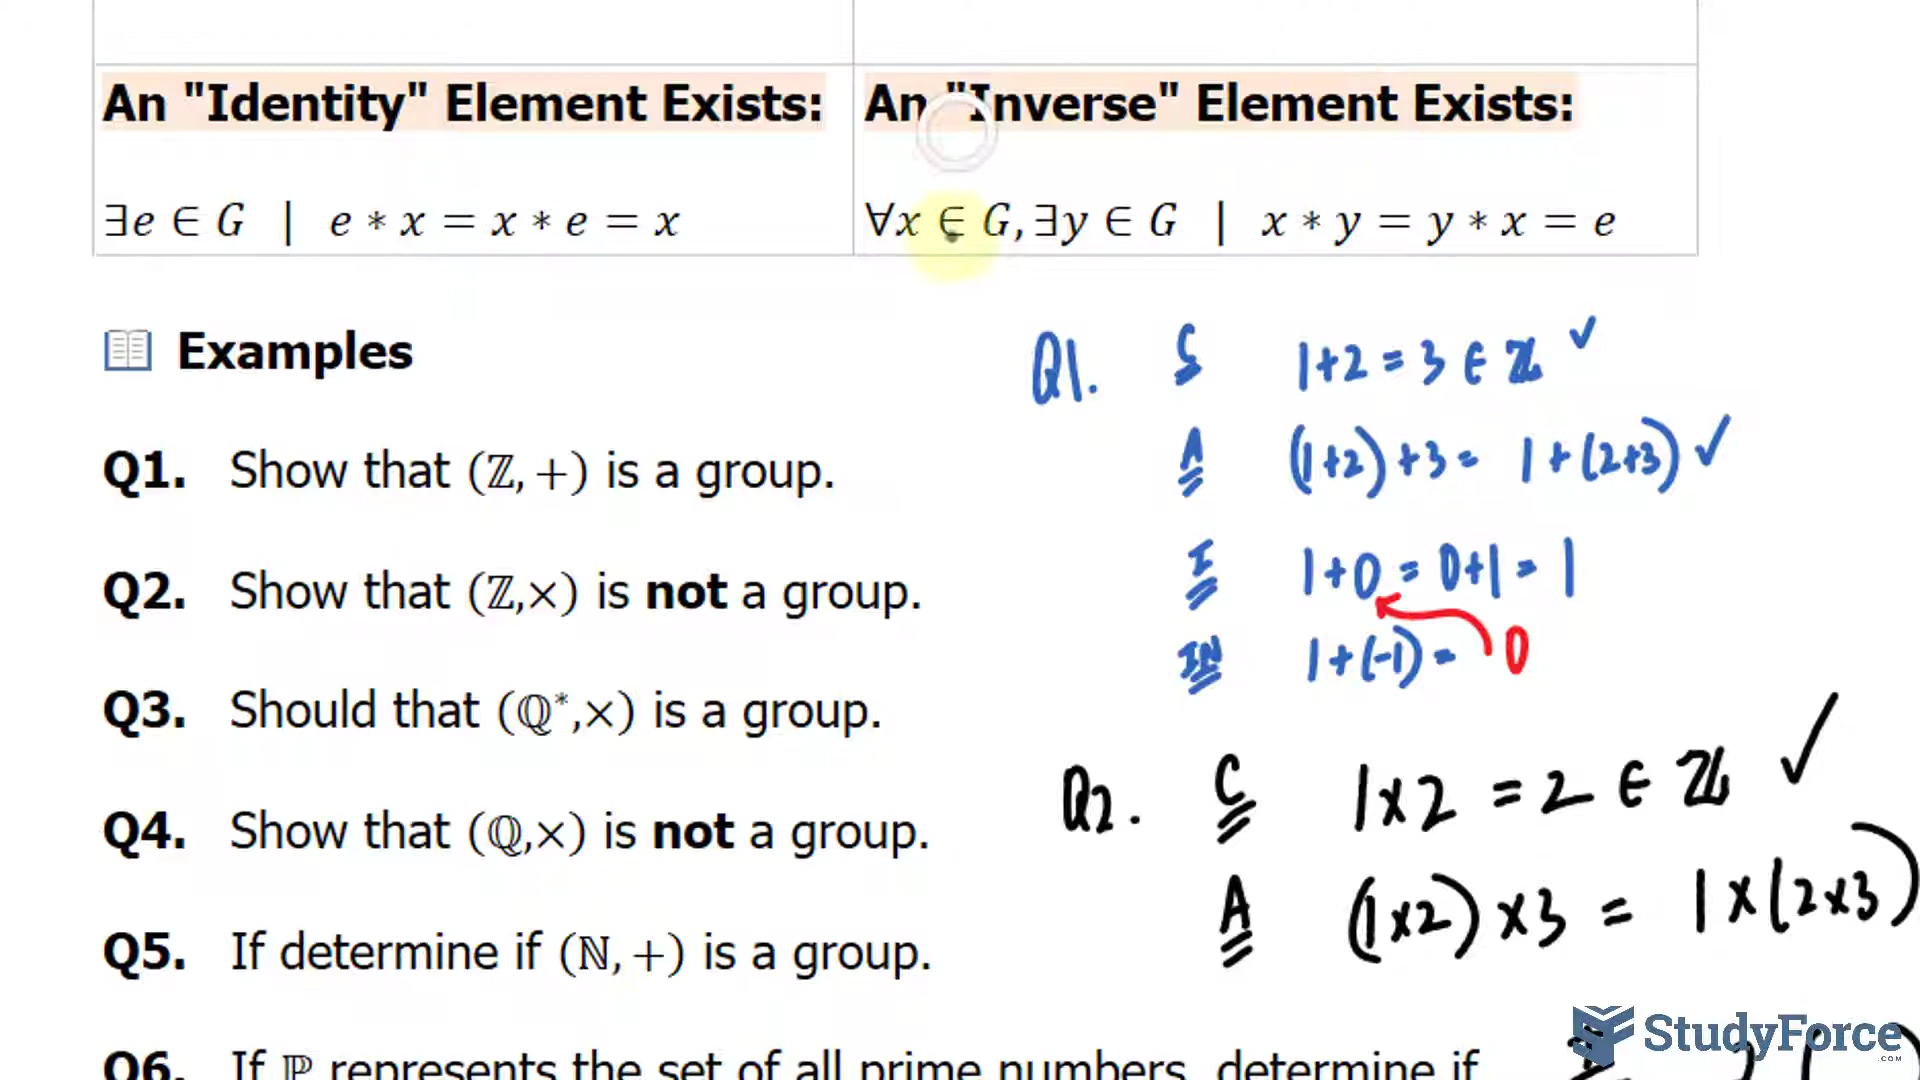 An "Identity" Element Exists:
An "Inverse" Element Exists:
∃e ∈ G | e ∗ x = x ∗ e = x
∀x ∈ G, ∃y ∈ G | x ∗ y = y ∗ x = e
Examples
Q1. Show that (ℤ, +) is a group.
Q2. Show that (ℤ,×) is not a group.
Q3. Should that (ℚ*,×) is a group.
Q4. Show that (ℚ,×) is not a group.
Q5. If determine if (ℕ, +) is a group.
Q6. If ℙ represents the set of all prime numbers, determine if
Q1. C 1+2 = 3 ∈ ℤ ✓
A (1+2)+3 = 1+(2+3) ✓
I 1+0 = 0+1 = 1
IN 1+(-1) = 0
Q2. C 1×2 = 2 ∈ ℤ ✓
A (1×2)×3 = 1×(2×3)
StudyForce
.COM